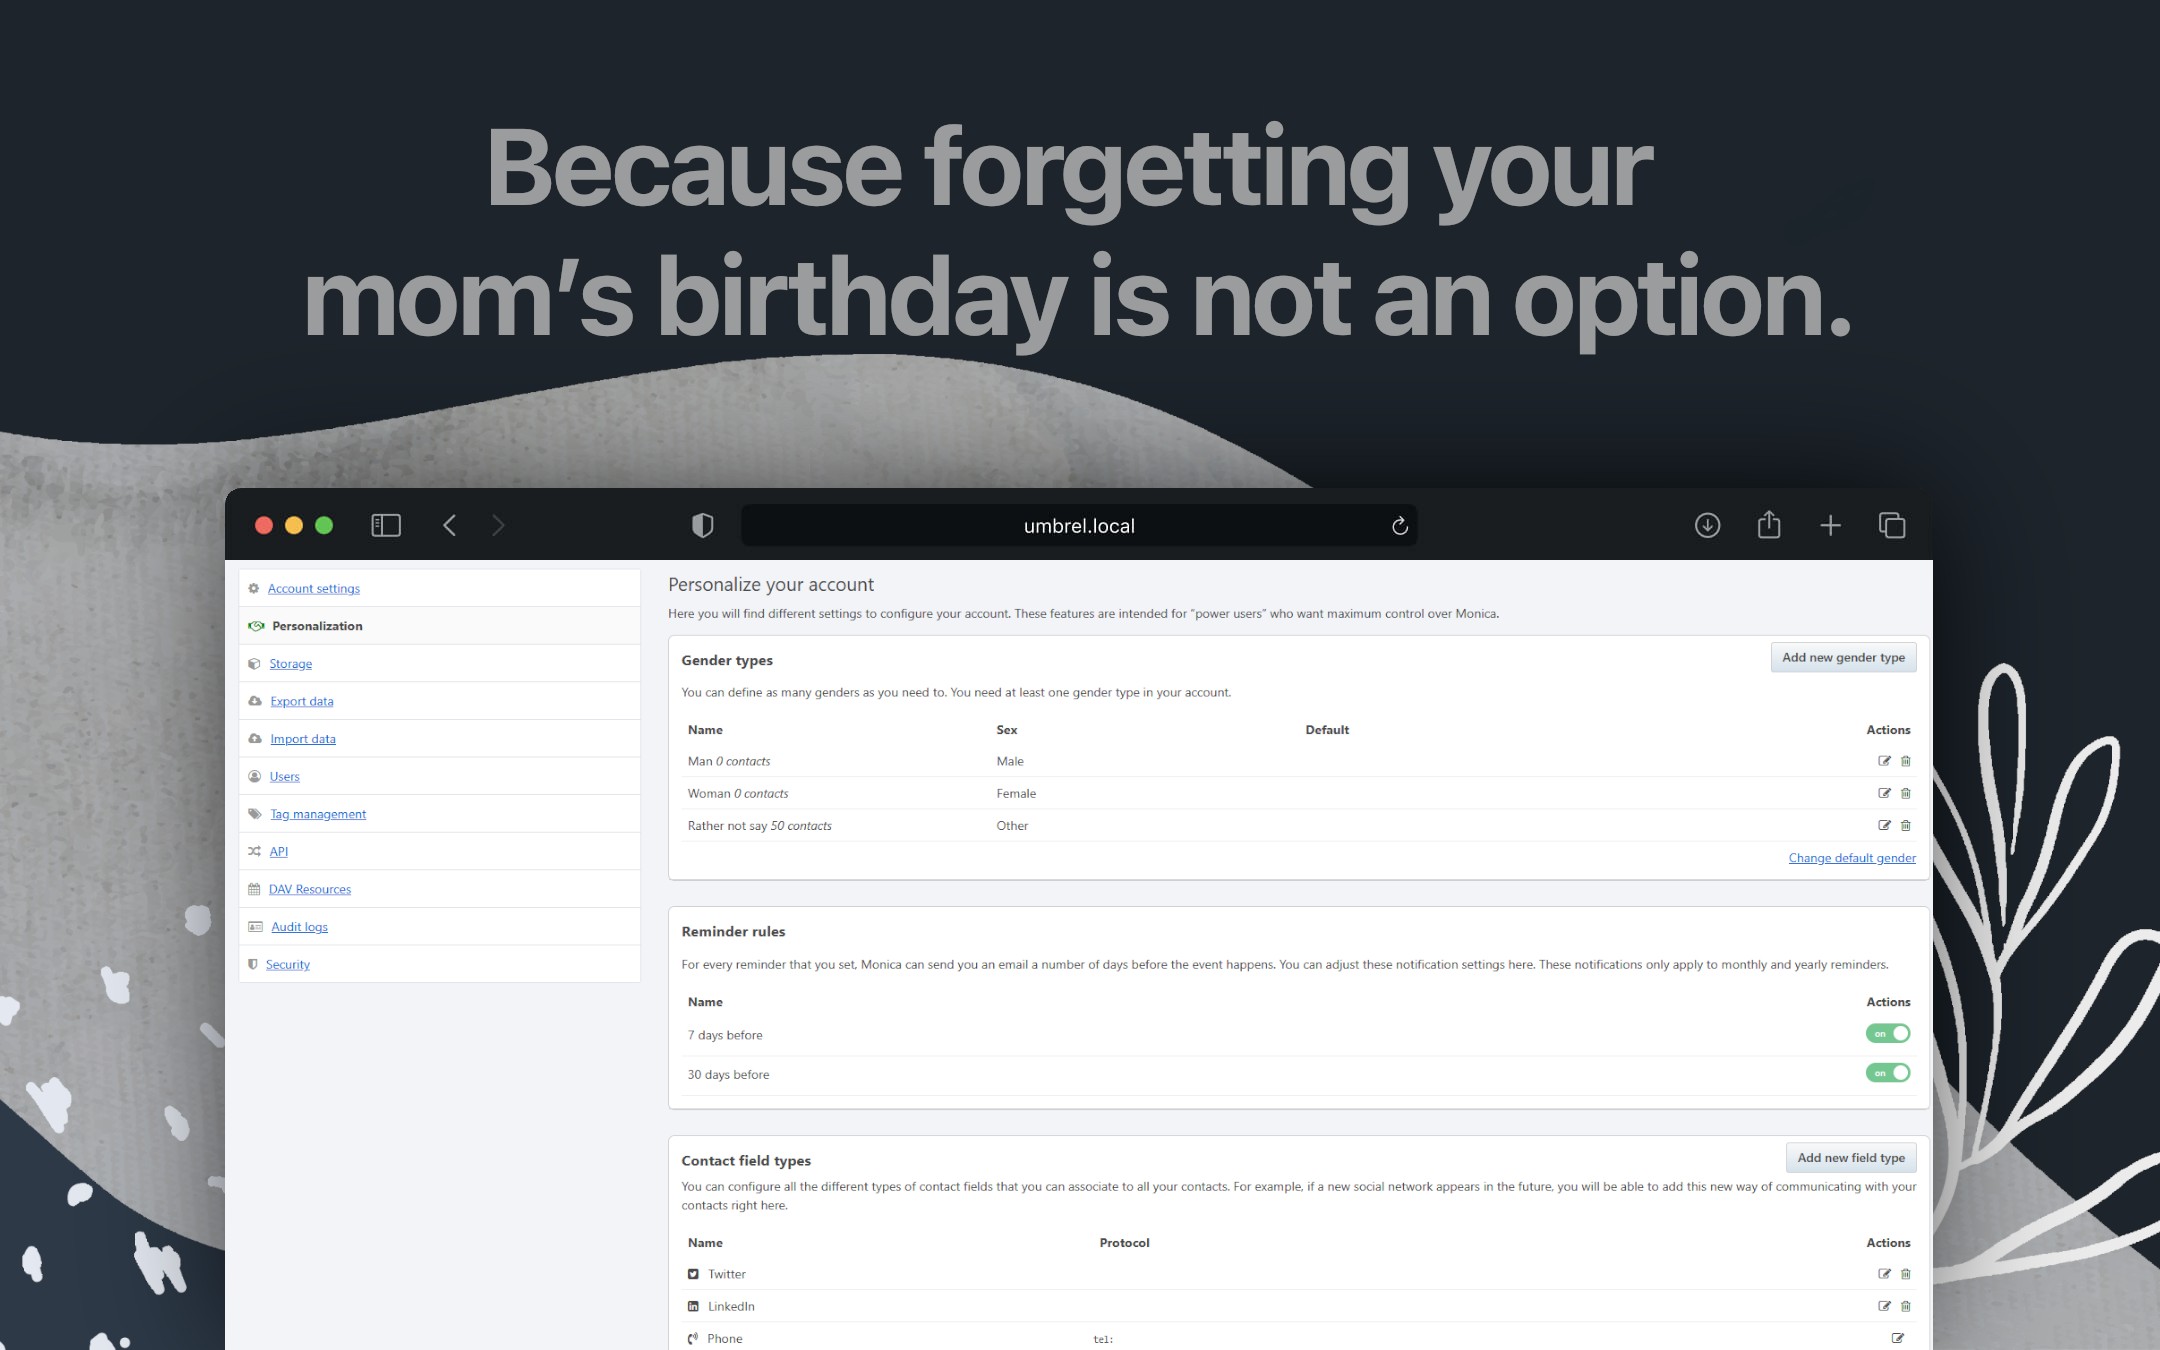 Because forgetting your
mom’s birthday is not an option.
umbrel.local
Account settings
Personalization
Storage
Export data
Import data
Users
Tag management
API
DAV Resources
Audit logs
Security
Personalize your account
Here you will find different settings to configure your account. These features are intended for “power users” who want maximum control over Monica.
Gender types
Add new gender type
You can define as many genders as you need to. You need at least one gender type in your account.
Name Sex Default Actions
Man 0 contacts Male
Woman 0 contacts Female
Rather not say 50 contacts Other
Change default gender
Reminder rules
For every reminder that you set, Monica can send you an email a number of days before the event happens. You can adjust these notification settings here. These notifications only apply to monthly and yearly reminders.
Name Actions
7 days before on
30 days before on
Contact field types
Add new field type
You can configure all the different types of contact fields that you can associate to all your contacts. For example, if a new social network appears in the future, you will be able to add this new way of communicating with your
contacts right here.
Name Protocol Actions
Twitter
LinkedIn
Phone tel: